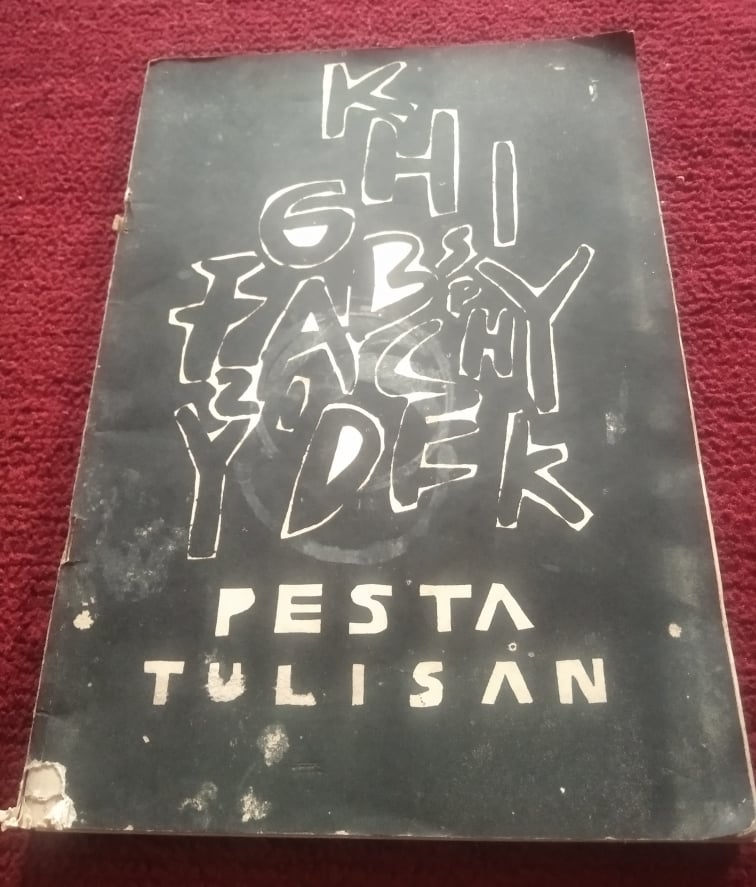 K
H I
G
B S
P
F A C H Y
Z
Y D F K
PESTA
TULISAN